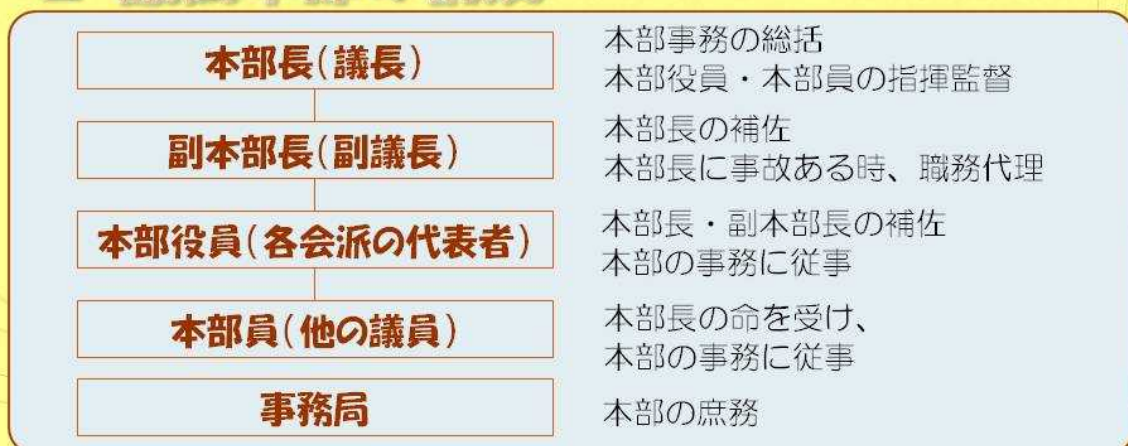 本部長(議長)
本部事務の総括
本部役員・本部員の指揮監督
副本部長(副議長)
本部長の補佐
本部長に事故ある時、職務代理
本部役員(各会派の代表者)
本部長・副本部長の補佐
本部の事務に従事
本部員(他の議員)
本部長の命を受け、
本部の事務に従事
事務局
本部の庶務